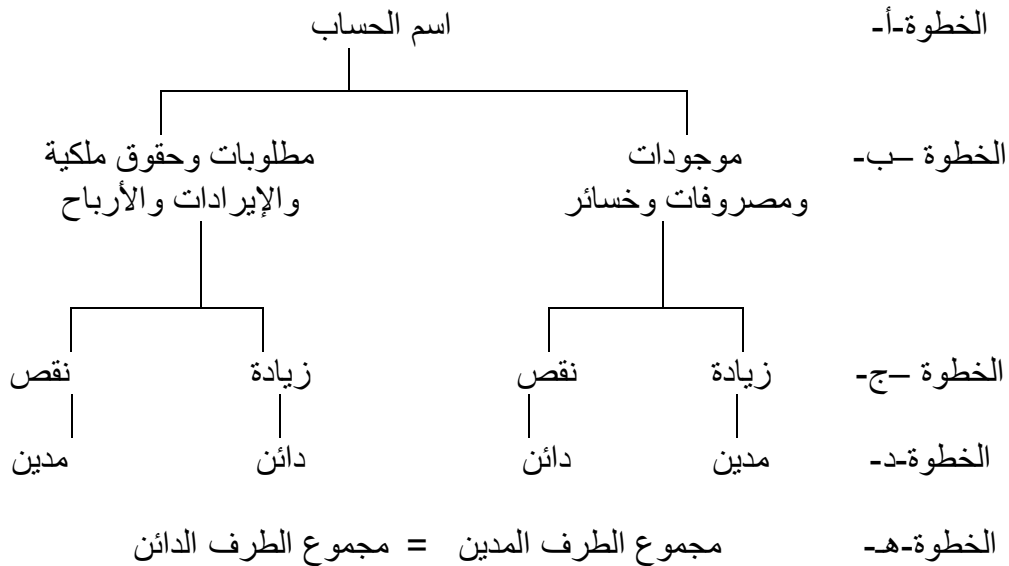 الخطوة-أ- اسم الحساب
الخطوة –ب- موجودات مطلوبات وحقوق ملكية
ومصروفات وخسائر والإيرادات والأرباح
الخطوة –ج- زيادة نقص زيادة نقص
الخطوة-د- مدين دائن دائن مدين
الخطوة-هـ- مجموع الطرف المدين = مجموع الطرف الدائن